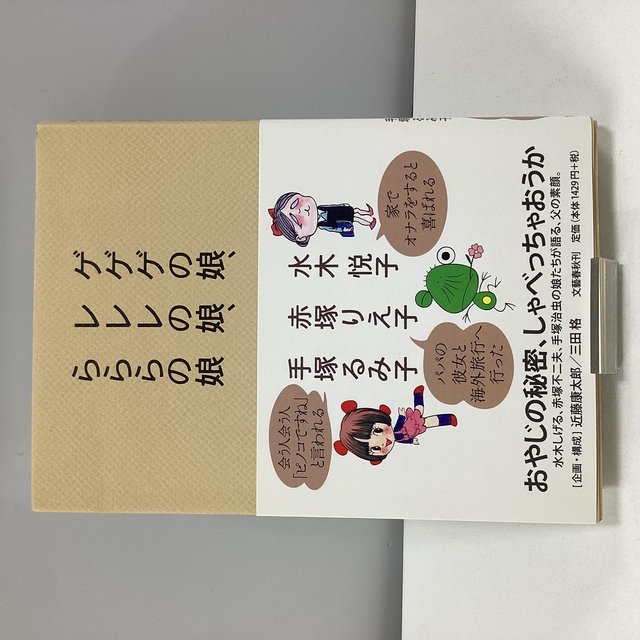 ゲゲゲの娘、
レレレの娘、
らららの娘
水木 悦子
赤塚りえ子
手塚るみ子
家で
オナラをすると
喜ばれる
パパの
彼女と
海外旅行へ
行った
会う人会う人
「ピノコですね」
と言われる
おやじの秘密、しゃべっちゃおうか
水木しげる、赤塚不二夫、手塚治虫の娘たちが語る、父の素顔。
[企画・構成] 近藤康太郎／三田 格 文藝春秋刊 定価(本体1429円+税)